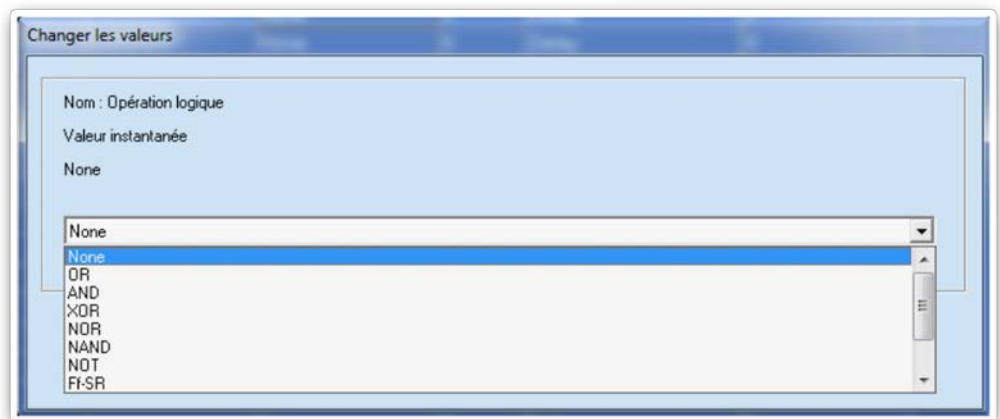 Changer les valeurs
Nom : Opération logique
Valeur instantanée
None
None
None
OR
AND
XOR
NOR
NAND
NOT
Ff-SR